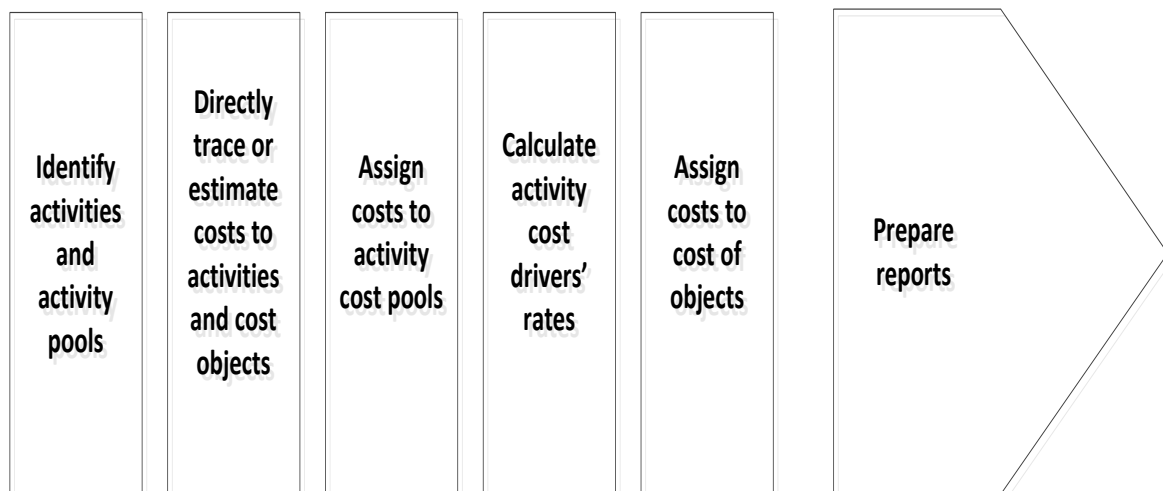 Identify
activities
and
activity
pools
Directly
trace or
estimate
costs to
activities
and cost
objects
Assign
costs to
activity
cost pools
Calculate
activity
cost
drivers’
rates
Assign
costs to
cost of
objects
Prepare
reports